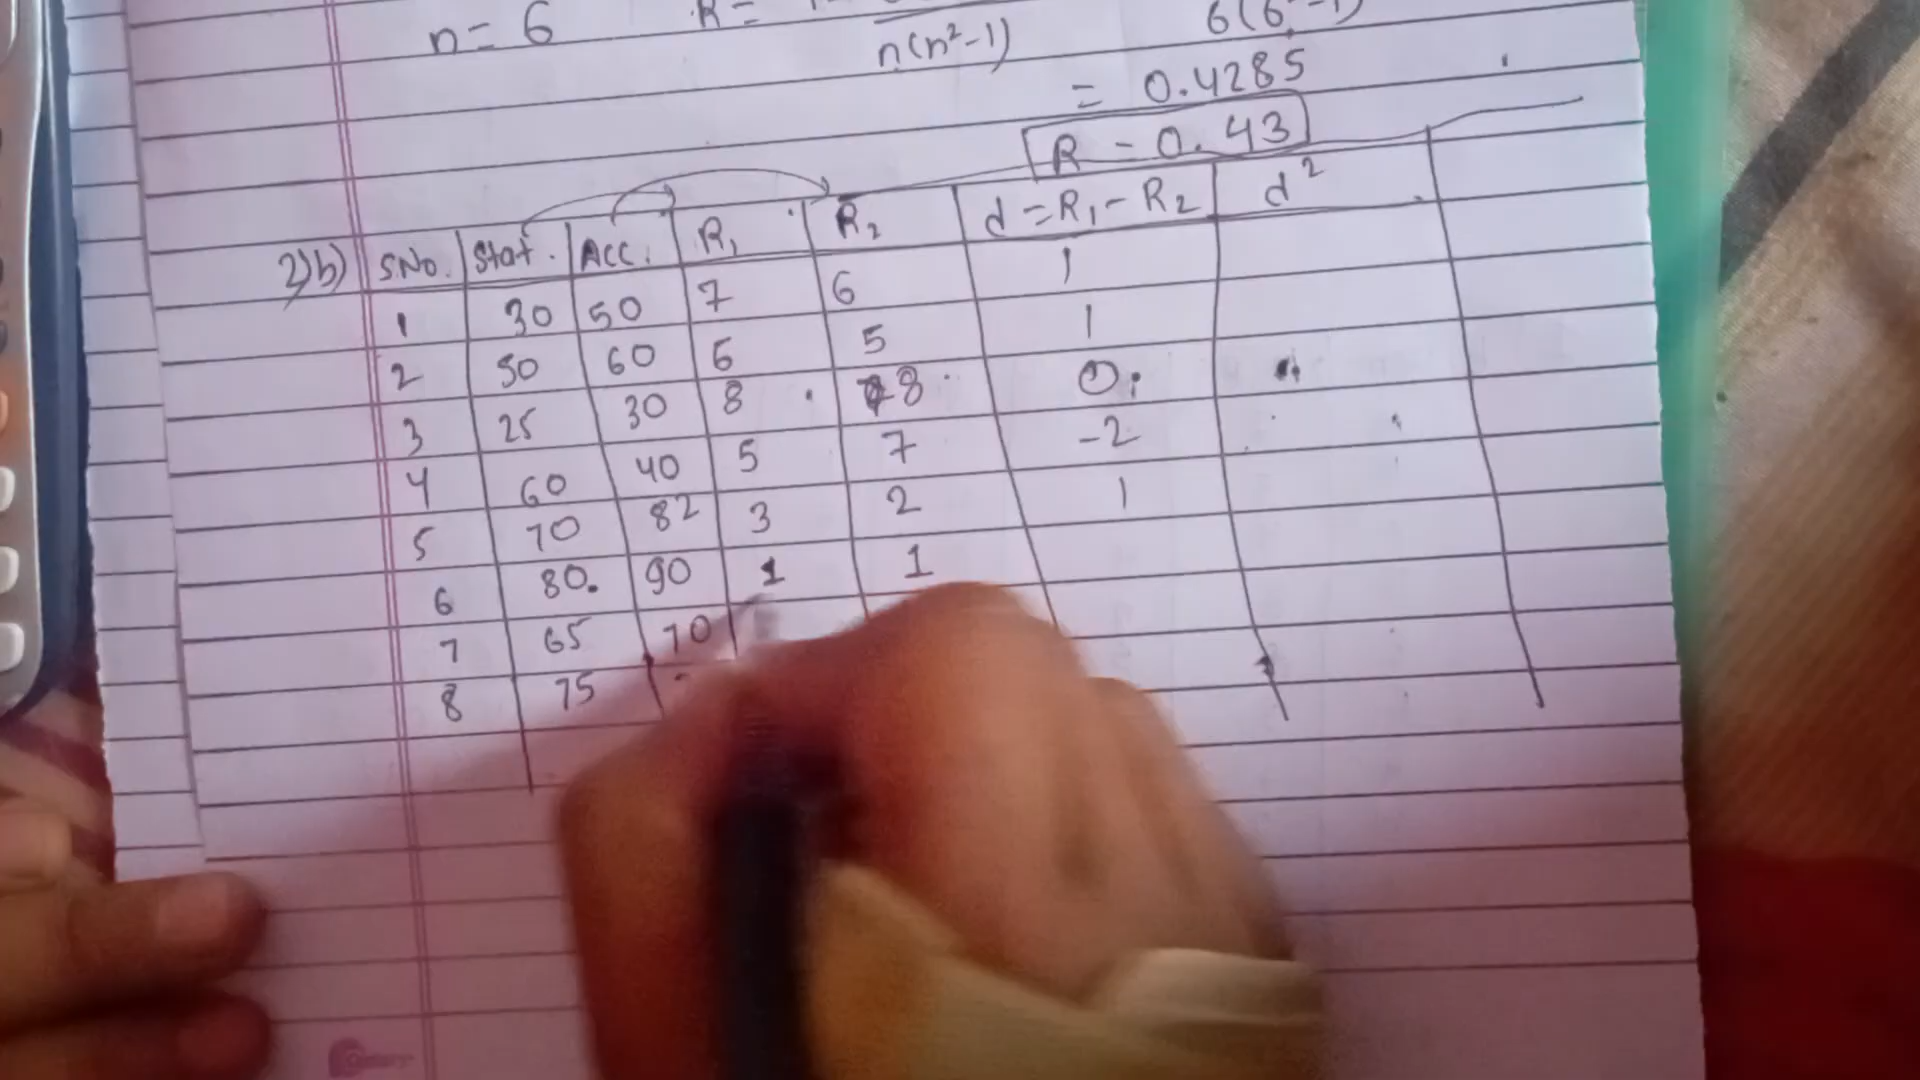 n = 6 R = n(n²-1) 6(6²-1)
= 0.4285
R - 0.43
2)b) S.No. Stat. Acc. R₁ R₂ d = R₁ - R₂ d²
1 30 50 7 6 1
2 50 60 6 5 1
3 25 30 8 8 0
4 60 40 5 7 -2
5 70 82 3 2 1
6 80 90 1 1
7 65 70
8 75
Century